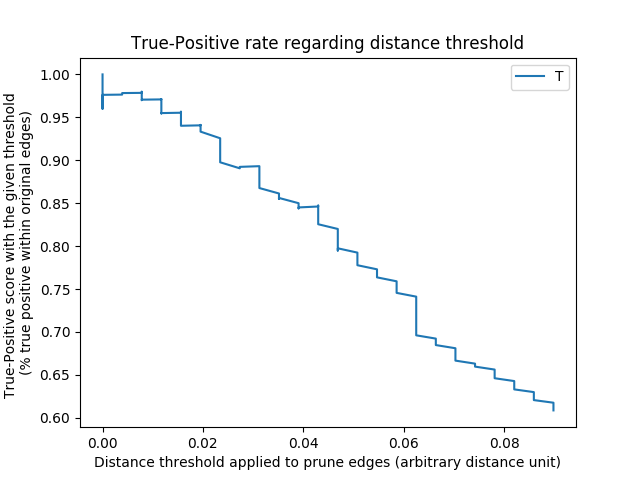 True-Positive rate regarding distance threshold
T
True-Positive score with the given threshold
(% true positive within original edges)
1.00
0.95
0.90
0.85
0.80
0.75
0.70
0.65
0.60
0.00 0.02 0.04 0.06 0.08
Distance threshold applied to prune edges (arbitrary distance unit)